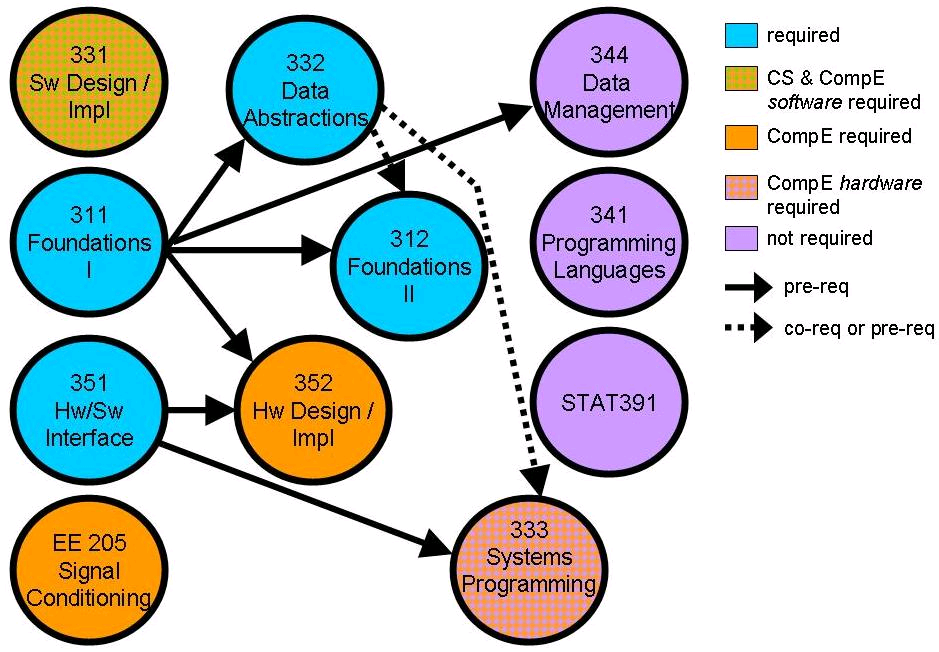 331
Sw Design /
Impl
332
Data
Abstractions
344
Data
Management
311
Foundations
I
312
Foundations
II
341
Programming
Languages
351
Hw/Sw
Interface
352
Hw Design /
Impl
STAT391
EE 205
Signal
Conditioning
333
Systems
Programming
required
CS & CompE
software required
CompE required
CompE hardware
required
not required
pre-req
co-req or pre-req